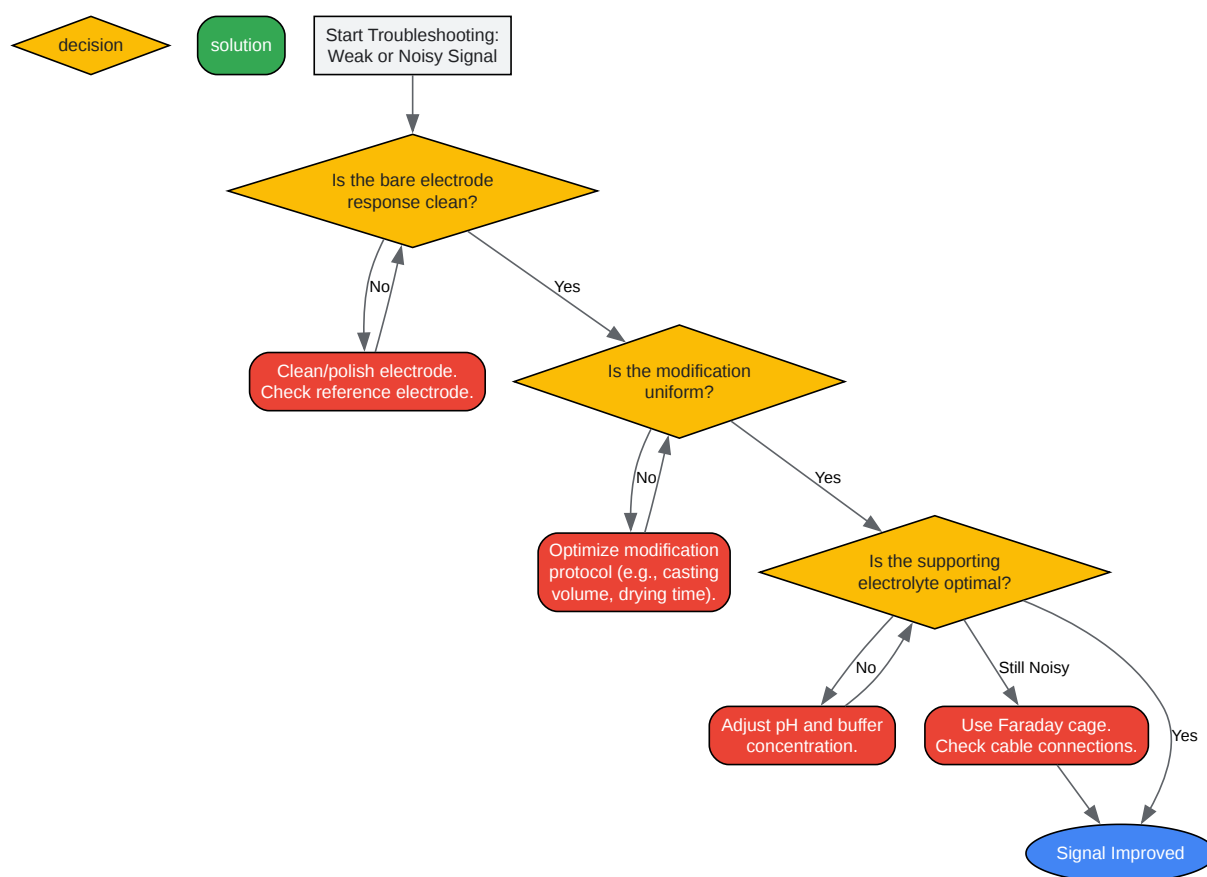 decision
solution
Start Troubleshooting:
Weak or Noisy Signal
Is the bare electrode
response clean?
No
Yes
Clean/polish electrode.
Check reference electrode.
Is the modification
uniform?
No
Yes
Optimize modification
protocol (e.g., casting
volume, drying time).
Is the supporting
electrolyte optimal?
No
Still Noisy
Yes
Adjust pH and buffer
concentration.
Use Faraday cage.
Check cable connections.
Signal Improved